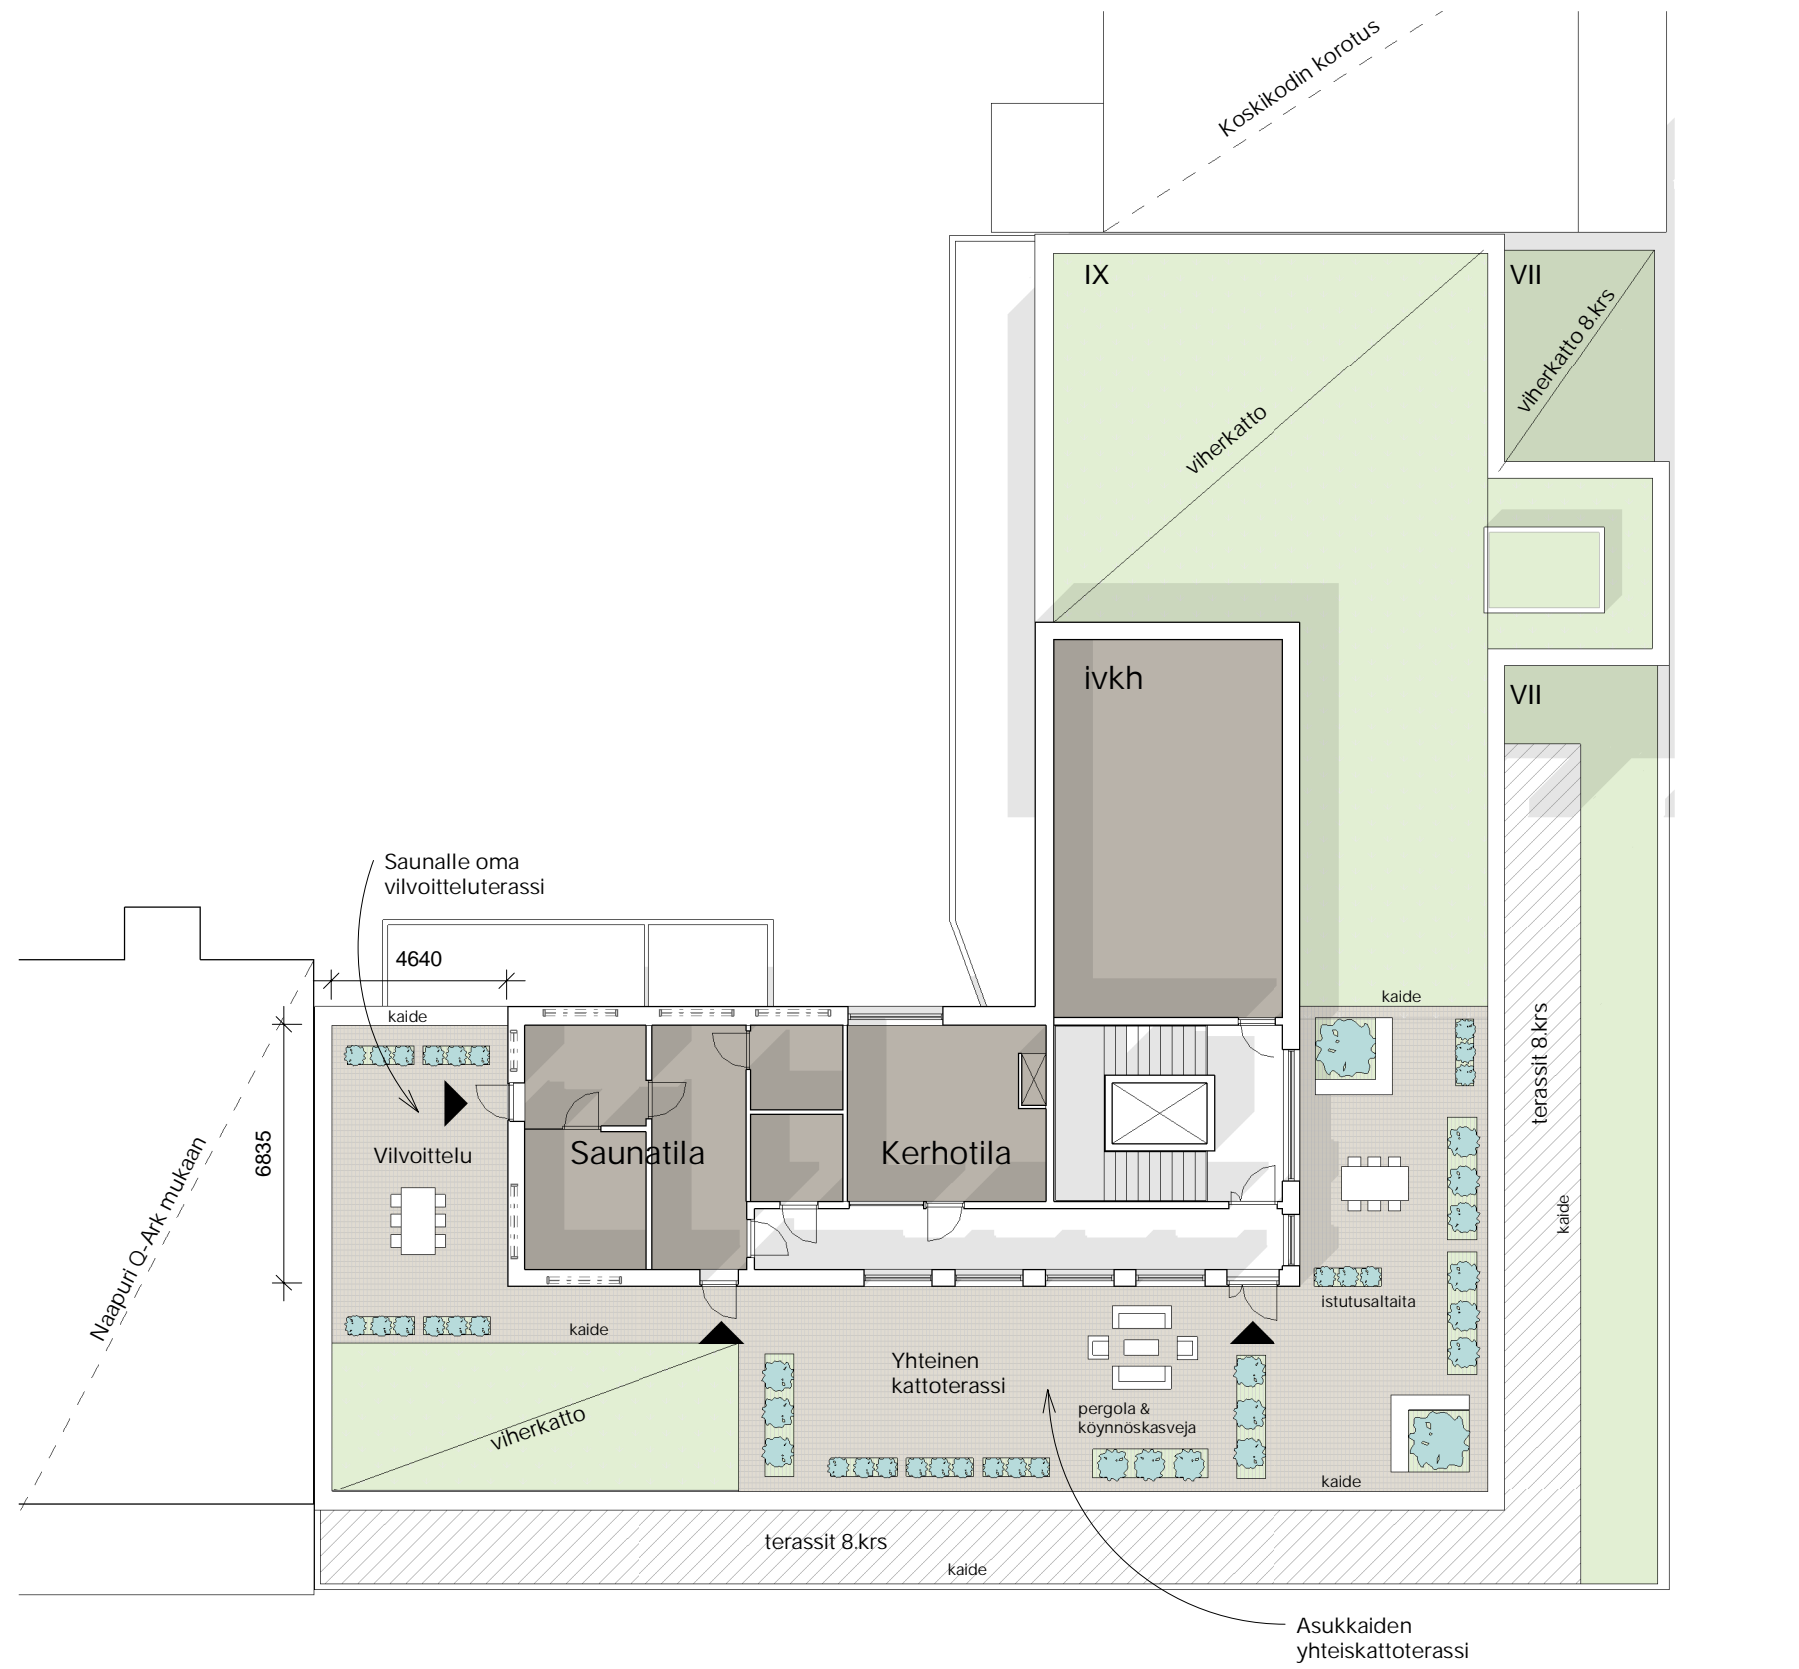 Koskikodin korotus
IX
VII
viherkatto 8.krs
viherkatto
ivkh
VII
Saunalle oma
vilvoitteluterassi
4640
kaide
kaide
6835
Naapuri Q-Ark mukaan
Vilvoittelu
Saunatila
Kerhotila
terassit 8.krs
kaide
istutusaltaita
kaide
Yhteinen
kattoterassi
pergola &
köynnöskasveja
viherkatto
kaide
terassit 8.krs
kaide
Asukkaiden
yhteiskattoterassi